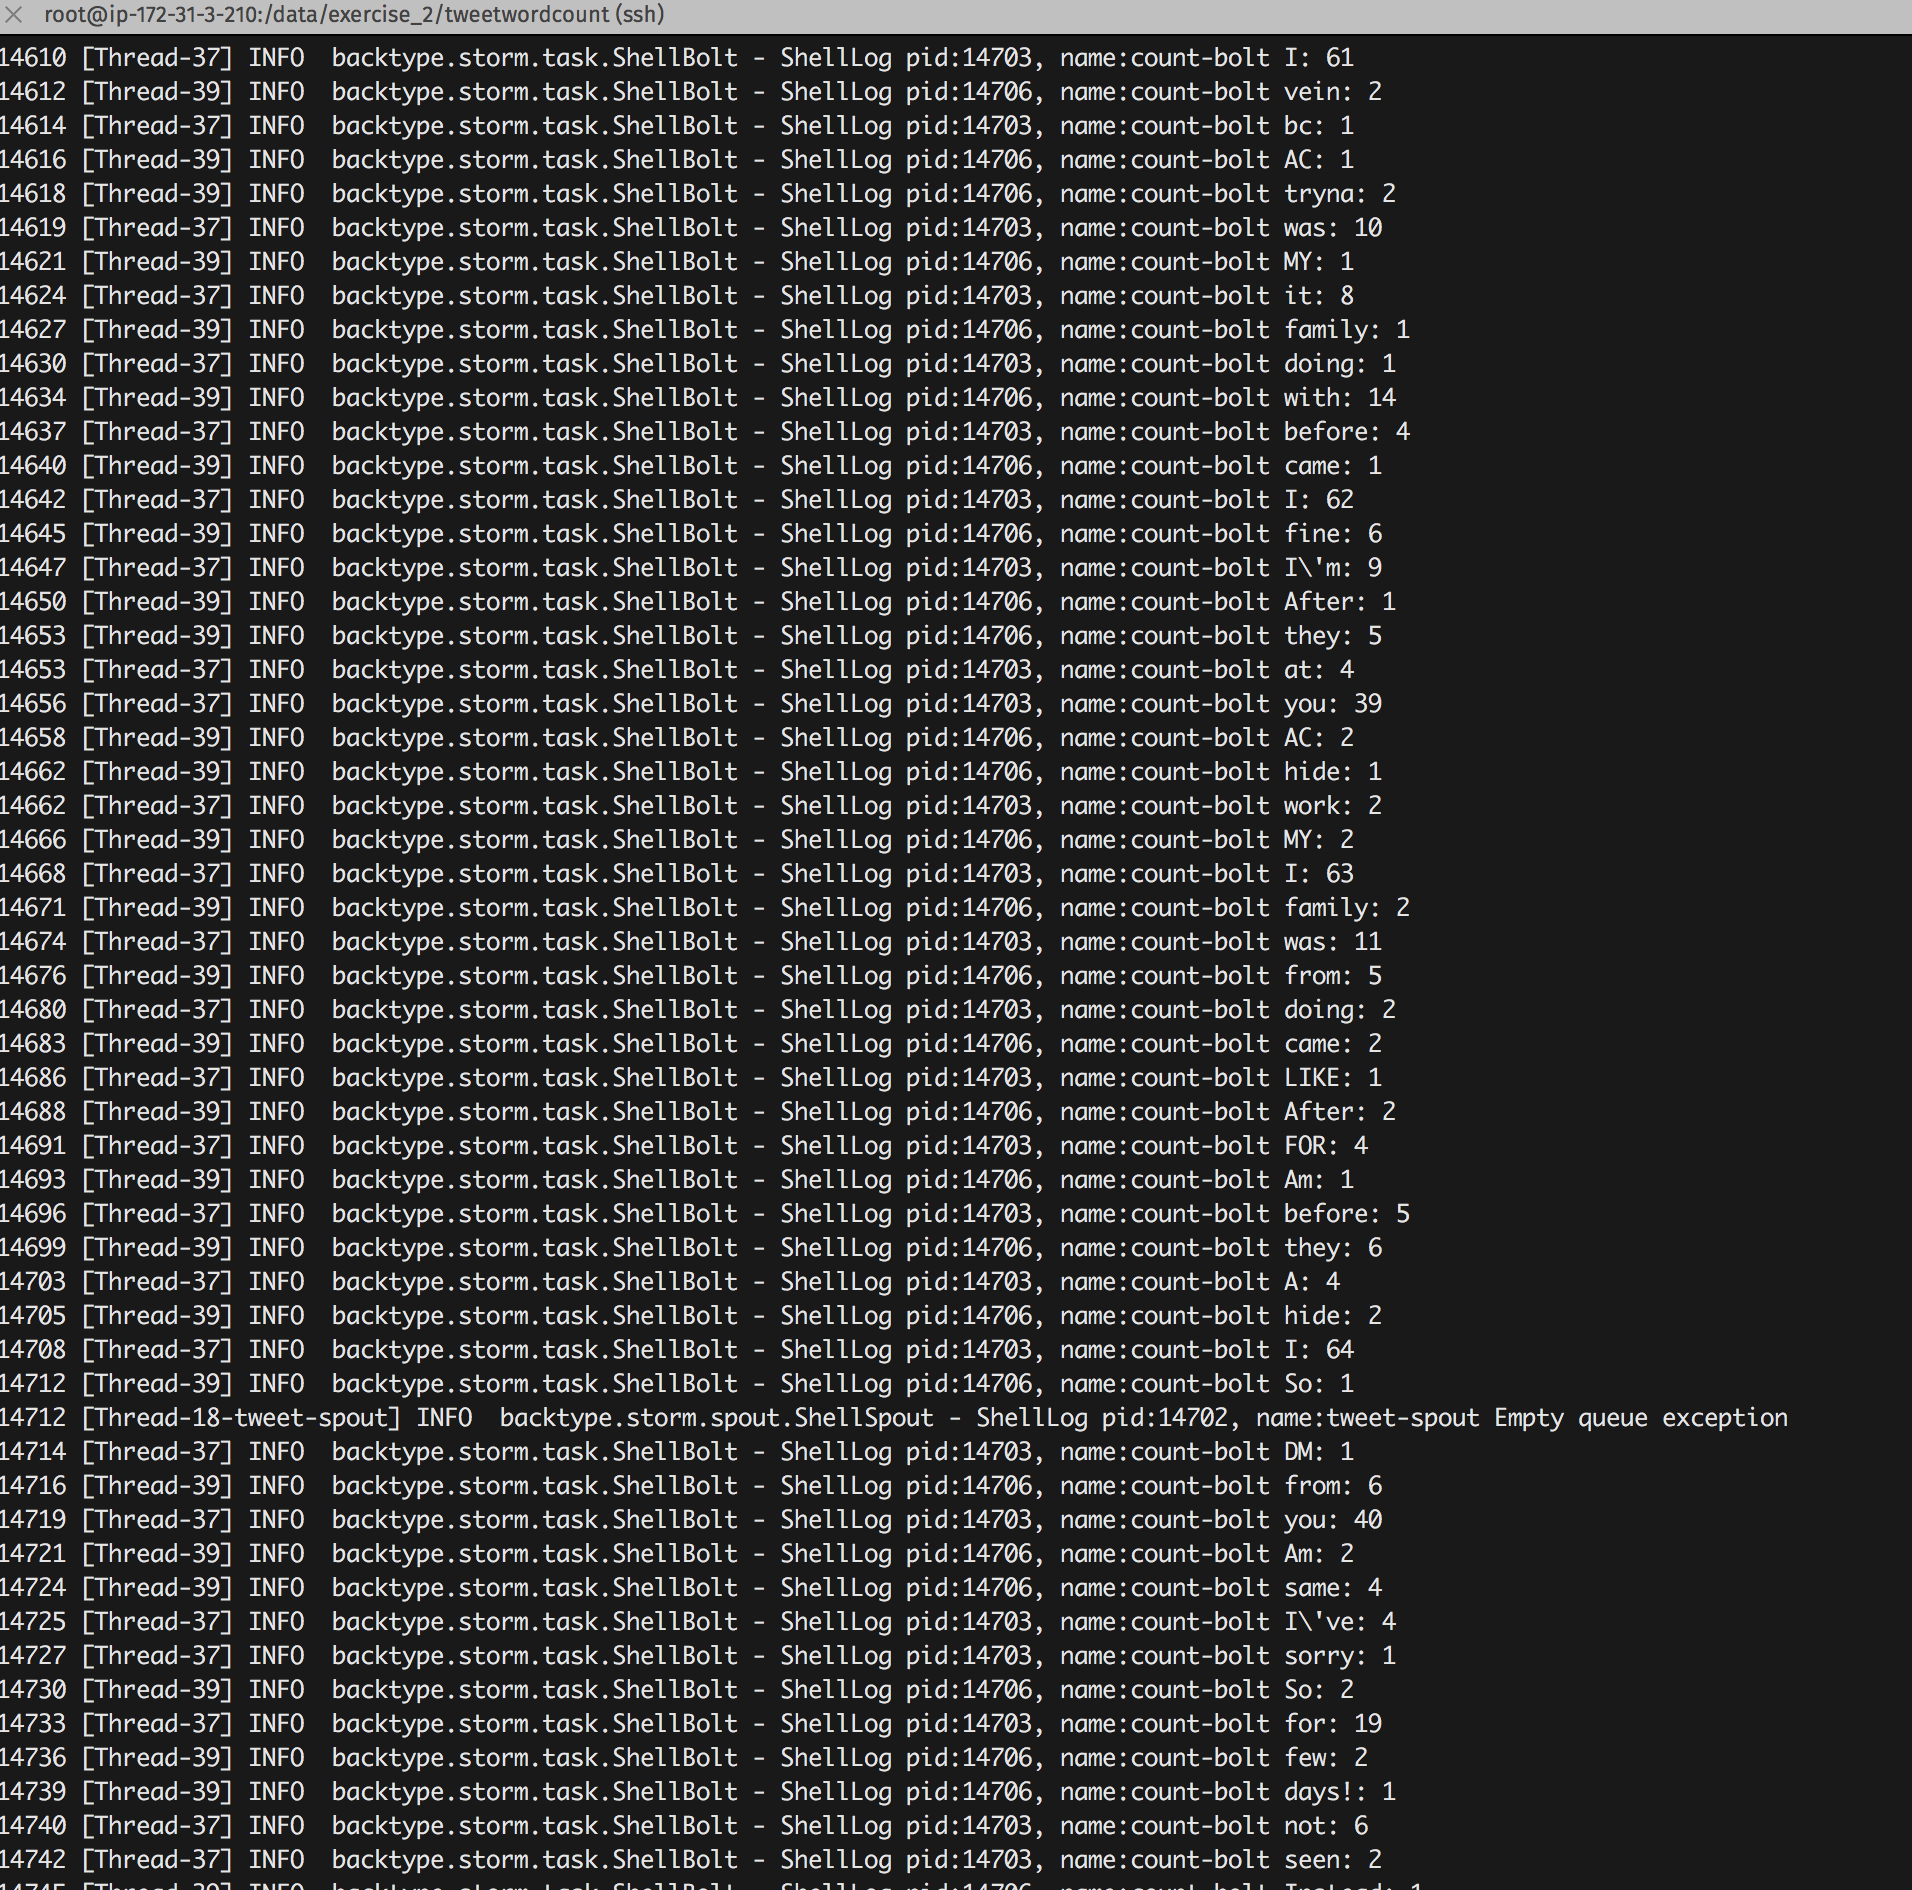 root@ip-172-31-3-210:/data/exercise_2/tweetwordcount (ssh)
14610 [Thread-37] INFO  backtype.storm.task.ShellBolt - ShellLog pid:14703, name:count-bolt I: 61
14612 [Thread-39] INFO  backtype.storm.task.ShellBolt - ShellLog pid:14706, name:count-bolt vein: 2
14614 [Thread-37] INFO  backtype.storm.task.ShellBolt - ShellLog pid:14703, name:count-bolt bc: 1
14616 [Thread-39] INFO  backtype.storm.task.ShellBolt - ShellLog pid:14706, name:count-bolt AC: 1
14618 [Thread-39] INFO  backtype.storm.task.ShellBolt - ShellLog pid:14706, name:count-bolt tryna: 2
14619 [Thread-37] INFO  backtype.storm.task.ShellBolt - ShellLog pid:14703, name:count-bolt was: 10
14621 [Thread-39] INFO  backtype.storm.task.ShellBolt - ShellLog pid:14706, name:count-bolt MY: 1
14624 [Thread-37] INFO  backtype.storm.task.ShellBolt - ShellLog pid:14703, name:count-bolt it: 8
14627 [Thread-39] INFO  backtype.storm.task.ShellBolt - ShellLog pid:14706, name:count-bolt family: 1
14630 [Thread-37] INFO  backtype.storm.task.ShellBolt - ShellLog pid:14703, name:count-bolt doing: 1
14634 [Thread-39] INFO  backtype.storm.task.ShellBolt - ShellLog pid:14706, name:count-bolt with: 14
14637 [Thread-37] INFO  backtype.storm.task.ShellBolt - ShellLog pid:14703, name:count-bolt before: 4
14640 [Thread-39] INFO  backtype.storm.task.ShellBolt - ShellLog pid:14706, name:count-bolt came: 1
14642 [Thread-37] INFO  backtype.storm.task.ShellBolt - ShellLog pid:14703, name:count-bolt I: 62
14645 [Thread-39] INFO  backtype.storm.task.ShellBolt - ShellLog pid:14706, name:count-bolt fine: 6
14647 [Thread-37] INFO  backtype.storm.task.ShellBolt - ShellLog pid:14703, name:count-bolt I\'m: 9
14650 [Thread-39] INFO  backtype.storm.task.ShellBolt - ShellLog pid:14706, name:count-bolt After: 1
14653 [Thread-39] INFO  backtype.storm.task.ShellBolt - ShellLog pid:14706, name:count-bolt they: 5
14653 [Thread-37] INFO  backtype.storm.task.ShellBolt - ShellLog pid:14703, name:count-bolt at: 4
14656 [Thread-37] INFO  backtype.storm.task.ShellBolt - ShellLog pid:14703, name:count-bolt you: 39
14658 [Thread-39] INFO  backtype.storm.task.ShellBolt - ShellLog pid:14706, name:count-bolt AC: 2
14662 [Thread-39] INFO  backtype.storm.task.ShellBolt - ShellLog pid:14706, name:count-bolt hide: 1
14662 [Thread-37] INFO  backtype.storm.task.ShellBolt - ShellLog pid:14703, name:count-bolt work: 2
14666 [Thread-39] INFO  backtype.storm.task.ShellBolt - ShellLog pid:14706, name:count-bolt MY: 2
14668 [Thread-37] INFO  backtype.storm.task.ShellBolt - ShellLog pid:14703, name:count-bolt I: 63
14671 [Thread-39] INFO  backtype.storm.task.ShellBolt - ShellLog pid:14706, name:count-bolt family: 2
14674 [Thread-37] INFO  backtype.storm.task.ShellBolt - ShellLog pid:14703, name:count-bolt was: 11
14676 [Thread-39] INFO  backtype.storm.task.ShellBolt - ShellLog pid:14706, name:count-bolt from: 5
14680 [Thread-37] INFO  backtype.storm.task.ShellBolt - ShellLog pid:14703, name:count-bolt doing: 2
14683 [Thread-39] INFO  backtype.storm.task.ShellBolt - ShellLog pid:14706, name:count-bolt came: 2
14686 [Thread-37] INFO  backtype.storm.task.ShellBolt - ShellLog pid:14703, name:count-bolt LIKE: 1
14688 [Thread-39] INFO  backtype.storm.task.ShellBolt - ShellLog pid:14706, name:count-bolt After: 2
14691 [Thread-37] INFO  backtype.storm.task.ShellBolt - ShellLog pid:14703, name:count-bolt FOR: 4
14693 [Thread-39] INFO  backtype.storm.task.ShellBolt - ShellLog pid:14706, name:count-bolt Am: 1
14696 [Thread-37] INFO  backtype.storm.task.ShellBolt - ShellLog pid:14703, name:count-bolt before: 5
14699 [Thread-39] INFO  backtype.storm.task.ShellBolt - ShellLog pid:14706, name:count-bolt they: 6
14703 [Thread-37] INFO  backtype.storm.task.ShellBolt - ShellLog pid:14703, name:count-bolt A: 4
14705 [Thread-39] INFO  backtype.storm.task.ShellBolt - ShellLog pid:14706, name:count-bolt hide: 2
14708 [Thread-37] INFO  backtype.storm.task.ShellBolt - ShellLog pid:14703, name:count-bolt I: 64
14712 [Thread-39] INFO  backtype.storm.task.ShellBolt - ShellLog pid:14706, name:count-bolt So: 1
14712 [Thread-18-tweet-spout] INFO  backtype.storm.spout.ShellSpout - ShellLog pid:14702, name:tweet-spout Empty queue exception
14714 [Thread-37] INFO  backtype.storm.task.ShellBolt - ShellLog pid:14703, name:count-bolt DM: 1
14716 [Thread-39] INFO  backtype.storm.task.ShellBolt - ShellLog pid:14706, name:count-bolt from: 6
14719 [Thread-37] INFO  backtype.storm.task.ShellBolt - ShellLog pid:14703, name:count-bolt you: 40
14721 [Thread-39] INFO  backtype.storm.task.ShellBolt - ShellLog pid:14706, name:count-bolt Am: 2
14724 [Thread-39] INFO  backtype.storm.task.ShellBolt - ShellLog pid:14706, name:count-bolt same: 4
14725 [Thread-37] INFO  backtype.storm.task.ShellBolt - ShellLog pid:14703, name:count-bolt I\'ve: 4
14727 [Thread-37] INFO  backtype.storm.task.ShellBolt - ShellLog pid:14703, name:count-bolt sorry: 1
14730 [Thread-39] INFO  backtype.storm.task.ShellBolt - ShellLog pid:14706, name:count-bolt So: 2
14733 [Thread-37] INFO  backtype.storm.task.ShellBolt - ShellLog pid:14703, name:count-bolt for: 19
14736 [Thread-39] INFO  backtype.storm.task.ShellBolt - ShellLog pid:14706, name:count-bolt few: 2
14739 [Thread-39] INFO  backtype.storm.task.ShellBolt - ShellLog pid:14706, name:count-bolt days!: 1
14740 [Thread-37] INFO  backtype.storm.task.ShellBolt - ShellLog pid:14703, name:count-bolt not: 6
14742 [Thread-37] INFO  backtype.storm.task.ShellBolt - ShellLog pid:14703, name:count-bolt seen: 2